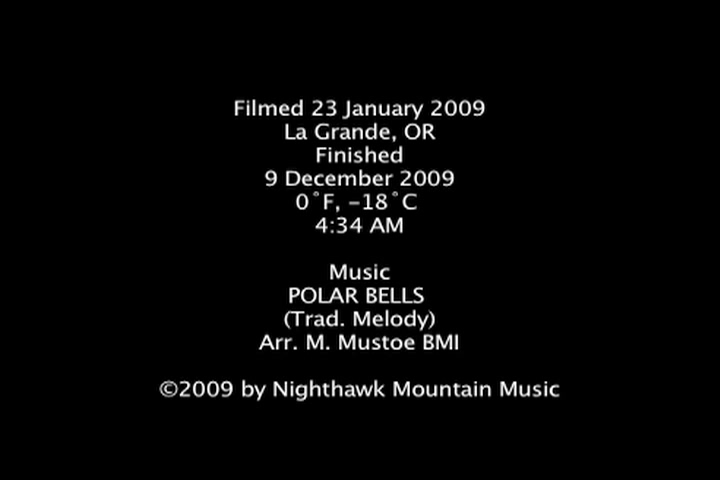 Filmed 23 January 2009
La Grande, OR
Finished
9 December 2009
0˚F, -18˚C
4:34 AM
Music
POLAR BELLS
(Trad. Melody)
Arr. M. Mustoe BMI
©2009 by Nighthawk Mountain Music